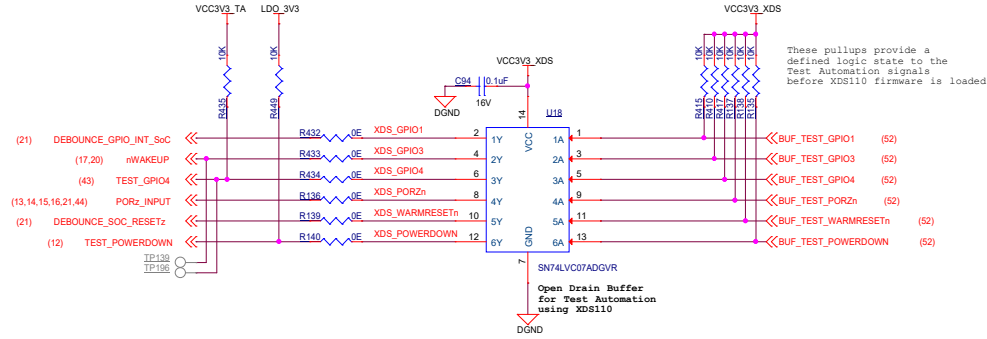 VCC3V3_TA
LDO_3V3
VCC3V3_XDS
10K
10K
10K
10K
10K
10K
10K
10K
These pullups provide a
defined logic state to the
Test Automation signals
before XDS110 firmware is loaded
VCC3V3_XDS
C94
0.1uF
16V
DGND
R435
R449
R415
R410
R417
R137
R138
R135
14
U18
VCC
(21) DEBOUNCE_GPIO_INT_SoC R432 0E XDS_GPIO1 2 1Y 1A 1 BUF_TEST_GPIO1 (52)
(17,20) nWAKEUP R433 0E XDS_GPIO3 4 2Y 2A 3 BUF_TEST_GPIO3 (52)
(43) TEST_GPIO4 R434 0E XDS_GPIO4 6 3Y 3A 5 BUF_TEST_GPIO4 (52)
(13,14,15,16,21,44) PORz_INPUT R136 0E XDS_PORZn 8 4Y 4A 9 BUF_TEST_PORZn (52)
(21) DEBOUNCE_SOC_RESETz R139 0E XDS_WARMRESETn 10 5Y 5A 11 BUF_TEST_WARMRESETn (52)
(12) TEST_POWERDOWN R140 0E XDS_POWERDOWN 12 6Y 6A 13 BUF_TEST_POWERDOWN (52)
GND
7
TP139
TP196
SN74LVC07ADGVR
Open Drain Buffer
for Test Automation
using XDS110
DGND